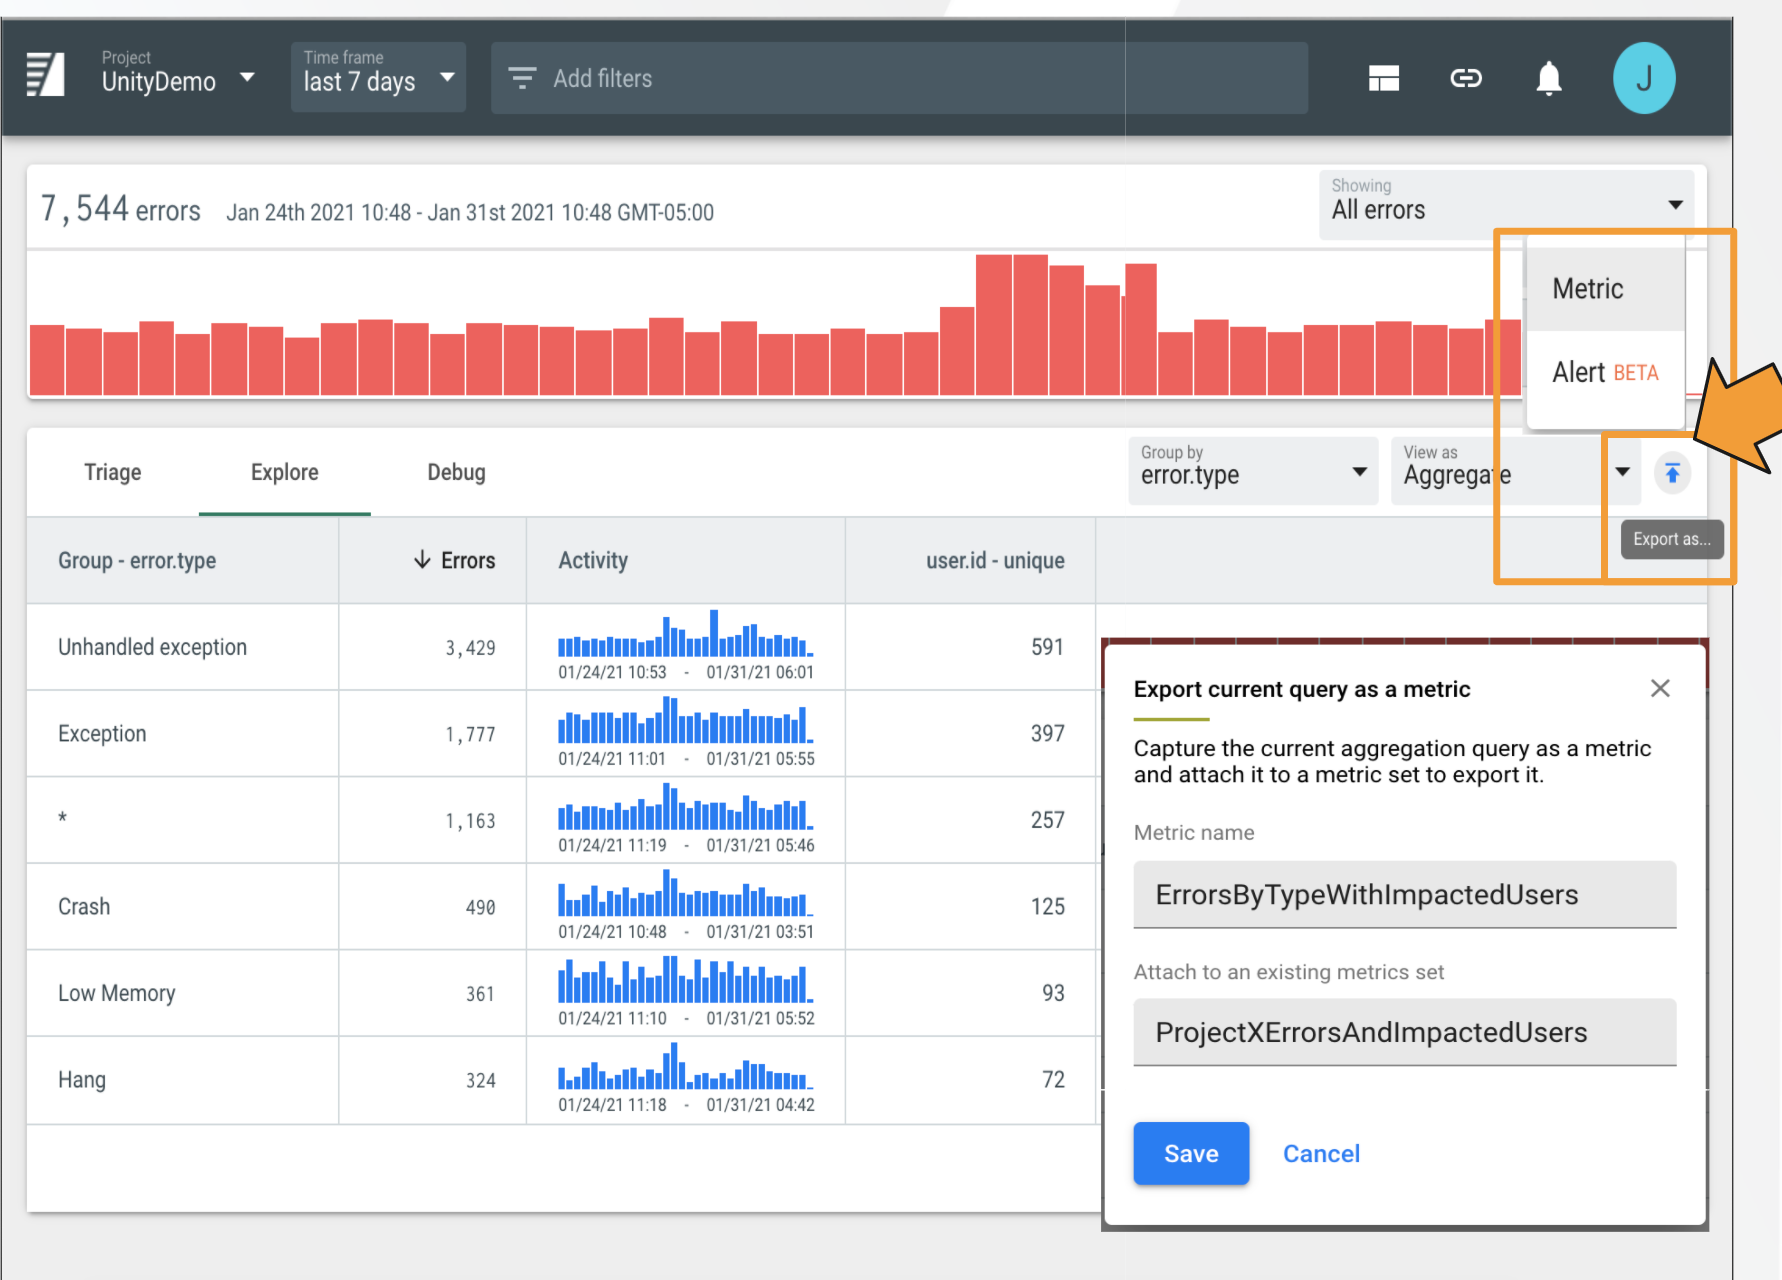 Project
UnityDemo
Time frame
last 7 days
Add filters
J
7,544 errors Jan 24th 2021 10:48 - Jan 31st 2021 10:48 GMT-05:00
Showing
All errors
Metric
Alert BETA
Triage Explore Debug
Group by
error.type
View as
Aggregate
Export as...
Group - error.type Errors Activity user.id - unique
Unhandled exception 3,429 591
01/24/21 10:53 - 01/31/21 06:01
Exception 1,777 397
01/24/21 11:01 - 01/31/21 05:55
* 1,163 257
01/24/21 11:19 - 01/31/21 05:46
Crash 490 125
01/24/21 10:48 - 01/31/21 03:51
Low Memory 361 93
01/24/21 11:10 - 01/31/21 05:52
Hang 324 72
01/24/21 11:18 - 01/31/21 04:42
Export current query as a metric
Capture the current aggregation query as a metric
and attach it to a metric set to export it.
Metric name
ErrorsByTypeWithImpactedUsers
Attach to an existing metrics set
ProjectXErrorsAndImpactedUsers
Save Cancel